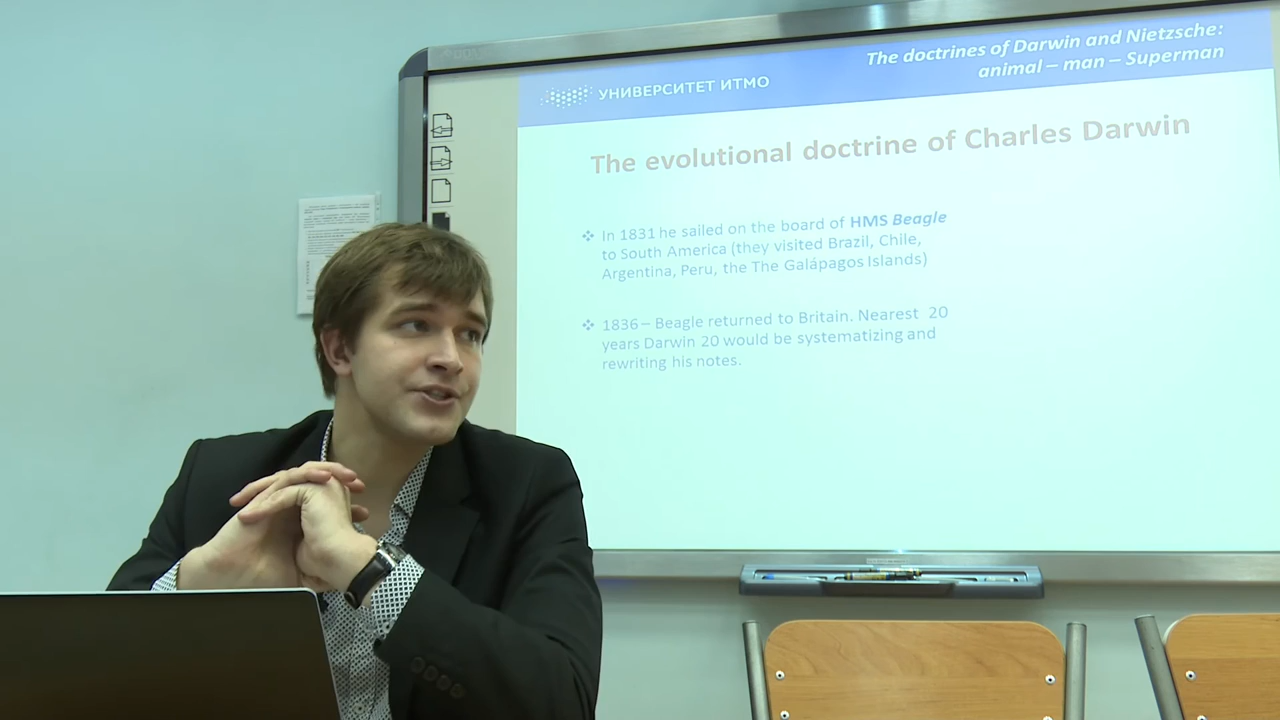 The doctrines of Darwin and Nietzsche:
animal – man – Superman
УНИВЕРСИТЕТ ИТМО
The evolutional doctrine of Charles Darwin
❖ In 1831 he sailed on the board of HMS Beagle
to South America (they visited Brazil, Chile,
Argentina, Peru, the The Galápagos Islands)
❖ 1836 – Beagle returned to Britain. Nearest 20
years Darwin 20 would be systematizing and
rewriting his notes.